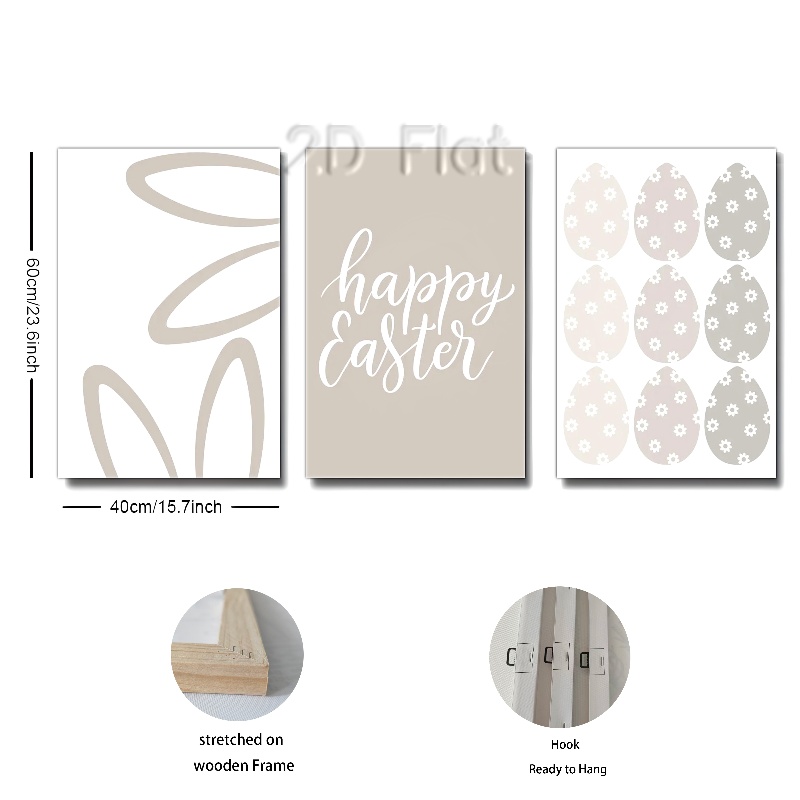 2D Flat
60cm/23.6inch
happy
Easter
40cm/15.7inch
stretched on
wooden Frame
Hook
Ready to Hang